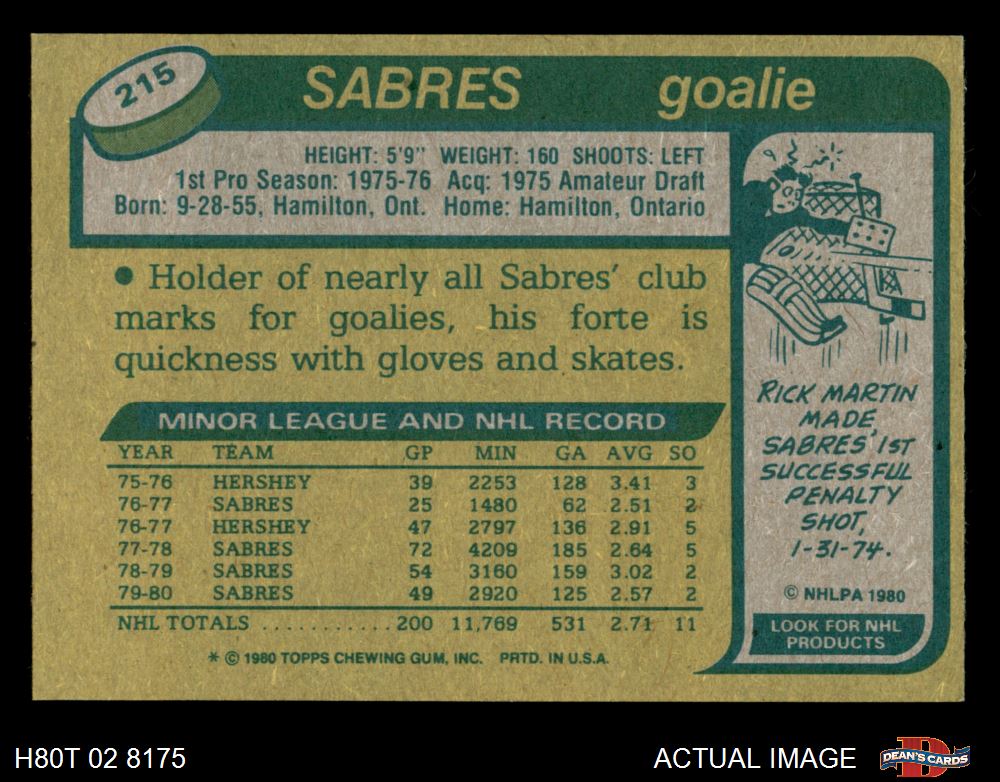 215
SABRES goalie
HEIGHT: 5'9" WEIGHT: 160 SHOOTS: LEFT
1st Pro Season: 1975-76 Acq: 1975 Amateur Draft
Born: 9-28-55, Hamilton, Ont. Home: Hamilton, Ontario
● Holder of nearly all Sabres' club
marks for goalies, his forte is
quickness with gloves and skates.
MINOR LEAGUE AND NHL RECORD
YEAR TEAM GP MIN GA AVG SO
75-76 HERSHEY 39 2253 128 3.41 3
76-77 SABRES 25 1480 62 2.51 2
76-77 HERSHEY 47 2797 136 2.91 5
77-78 SABRES 72 4209 185 2.64 5
78-79 SABRES 54 3160 159 3.02 2
79-80 SABRES 49 2920 125 2.57 2
NHL TOTALS ........... 200 11,769 531 2.71 11
* © 1980 TOPPS CHEWING GUM, INC. PRTD. IN U.S.A.
RICK MARTIN
MADE
SABRES' 1ST
SUCCESSFUL
PENALTY
SHOT,
1-31-74.
© NHLPA 1980
LOOK FOR NHL
PRODUCTS
H80T 02 8175
ACTUAL IMAGE
DEAN'S CARDS